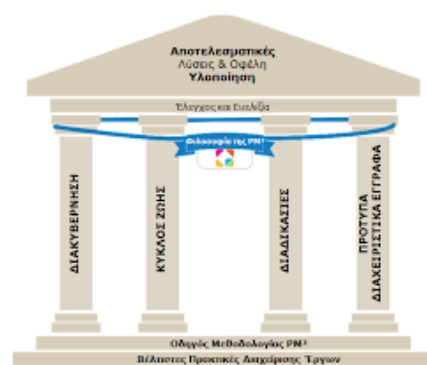 Αποτελεσματικές
Λύσεις & Οφέλη
Υλοποίηση
Έλεγχος και Ευελιξία
Φιλοσοφία της PM²
ΔΙΑΚΥΒΕΡΝΗΣΗ
ΚΥΚΛΟΣ ΖΩΗΣ
ΔΙΑΔΙΚΑΣΙΕΣ
ΠΡΟΤΥΠΑ
ΔΙΑΧΕΙΡΙΣΤΙΚΑ ΕΓΓΡΑΦΑ
Οδηγός Μεθοδολογίας PM²
Βέλτιστες Πρακτικές Διαχείρισης Έργων